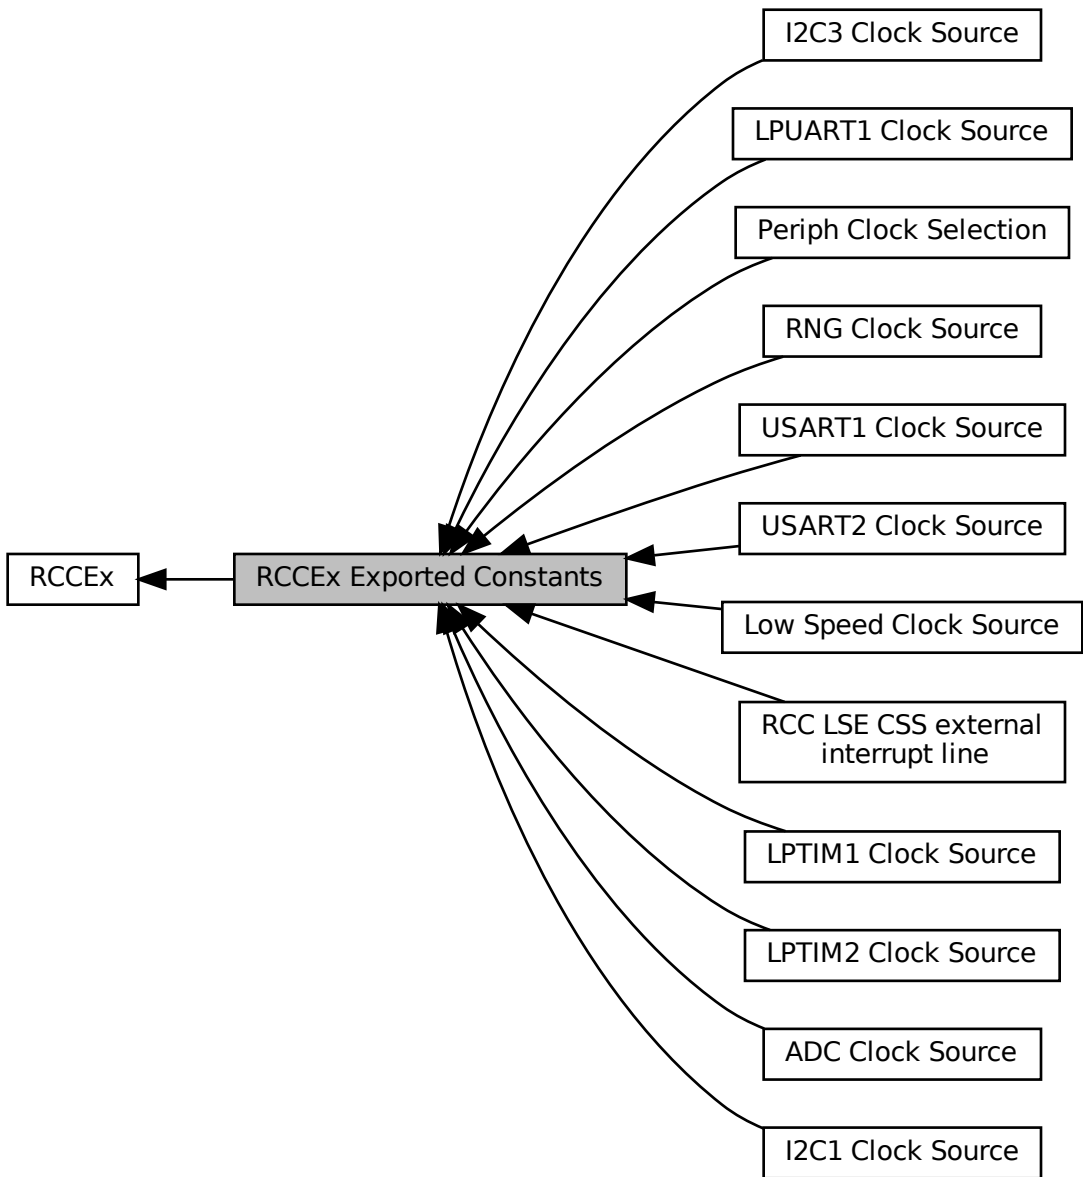 I2C3 Clock Source
LPUART1 Clock Source
Periph Clock Selection
RNG Clock Source
USART1 Clock Source
USART2 Clock Source
RCCEx
RCCEx Exported Constants
Low Speed Clock Source
RCC LSE CSS external
interrupt line
LPTIM1 Clock Source
LPTIM2 Clock Source
ADC Clock Source
I2C1 Clock Source